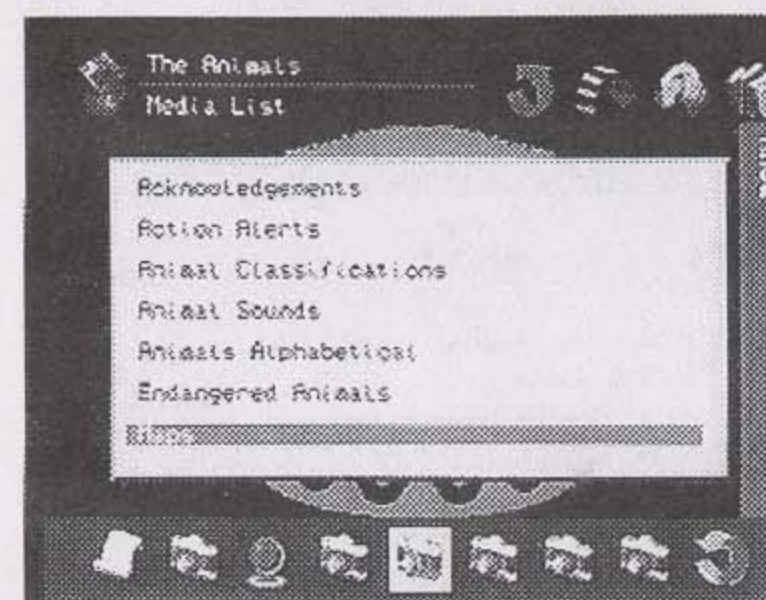 The Animals
Media List
Acknowledgements
Action Alerts
Animal Classifications
Animal Sounds
Animals Alphabetical
Endangered Animals